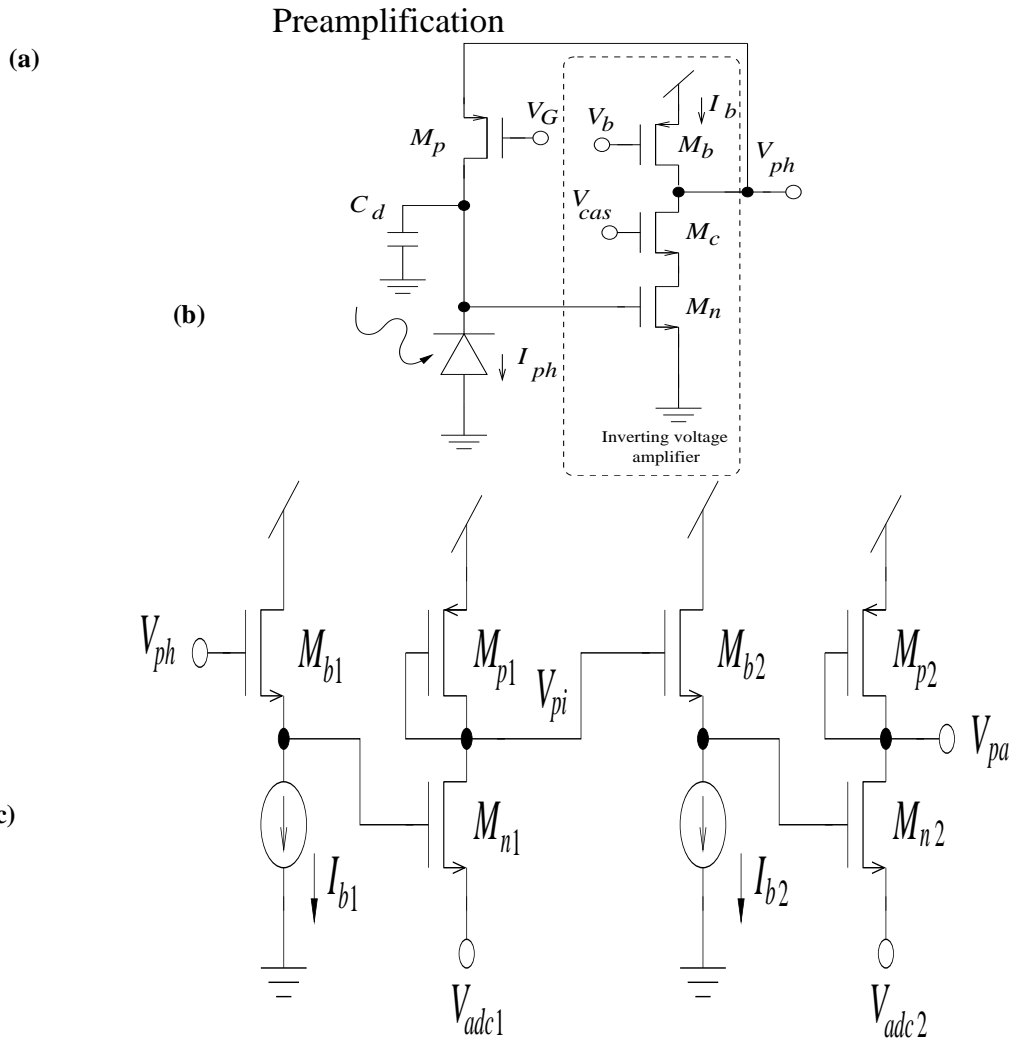 Preamplification
(a)
V_G
M_p
V_b
I_b
M_b
V_ph
C_d
V_cas
M_c
(b)
M_n
I_ph
Inverting voltage
amplifier
V_ph
M_b1
M_p1
V_pi
M_b2
M_p2
V_pa
c)
M_n1
M_n2
I_b1
I_b2
V_adc1
V_adc2